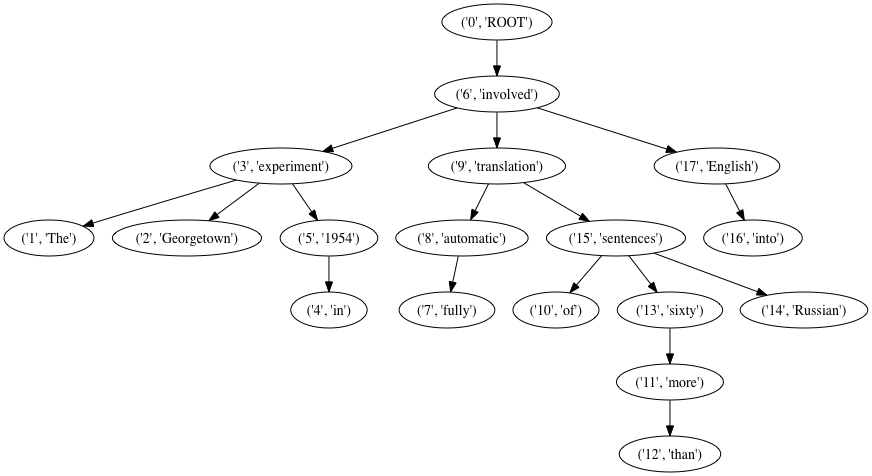 ('0', 'ROOT')
('6', 'involved')
('3', 'experiment')
('9', 'translation')
('17', 'English')
('1', 'The')
('2', 'Georgetown')
('5', '1954')
('8', 'automatic')
('15', 'sentences')
('16', 'into')
('4', 'in')
('7', 'fully')
('10', 'of')
('13', 'sixty')
('14', 'Russian')
('11', 'more')
('12', 'than')